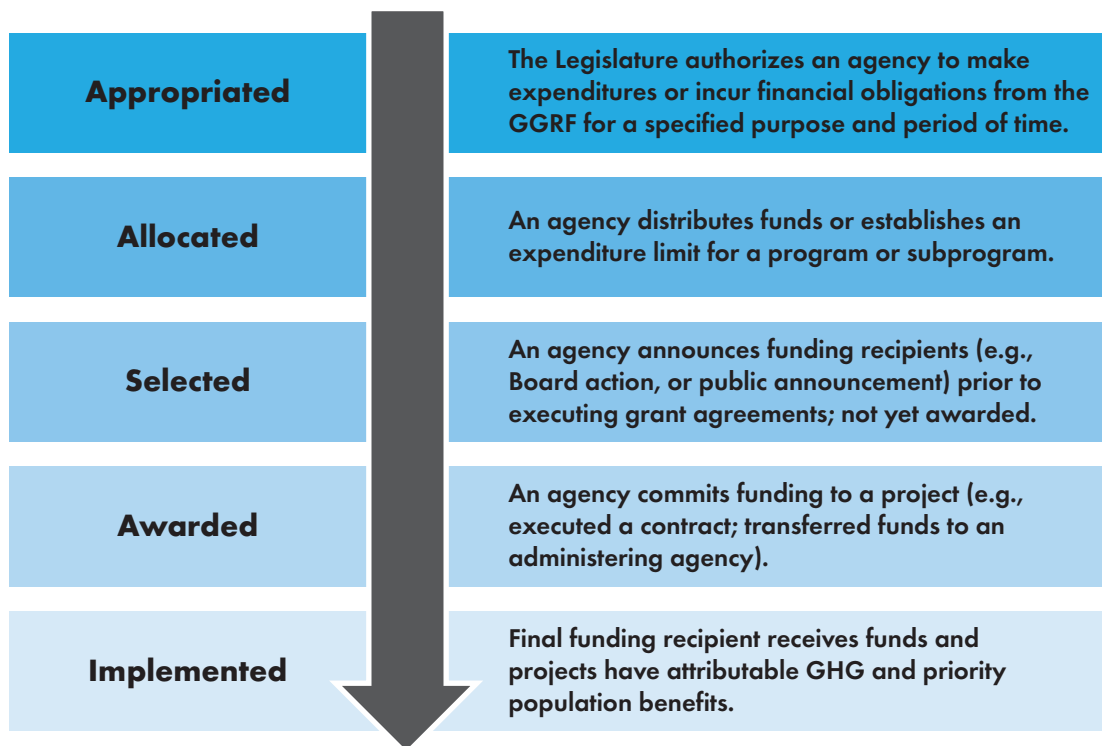 Appropriated
The Legislature authorizes an agency to make
expenditures or incur financial obligations from the
GGRF for a specified purpose and period of time.
Allocated
An agency distributes funds or establishes an
expenditure limit for a program or subprogram.
Selected
An agency announces funding recipients (e.g.,
Board action, or public announcement) prior to
executing grant agreements; not yet awarded.
Awarded
An agency commits funding to a project (e.g.,
executed a contract; transferred funds to an
administering agency).
Implemented
Final funding recipient receives funds and
projects have attributable GHG and priority
population benefits.